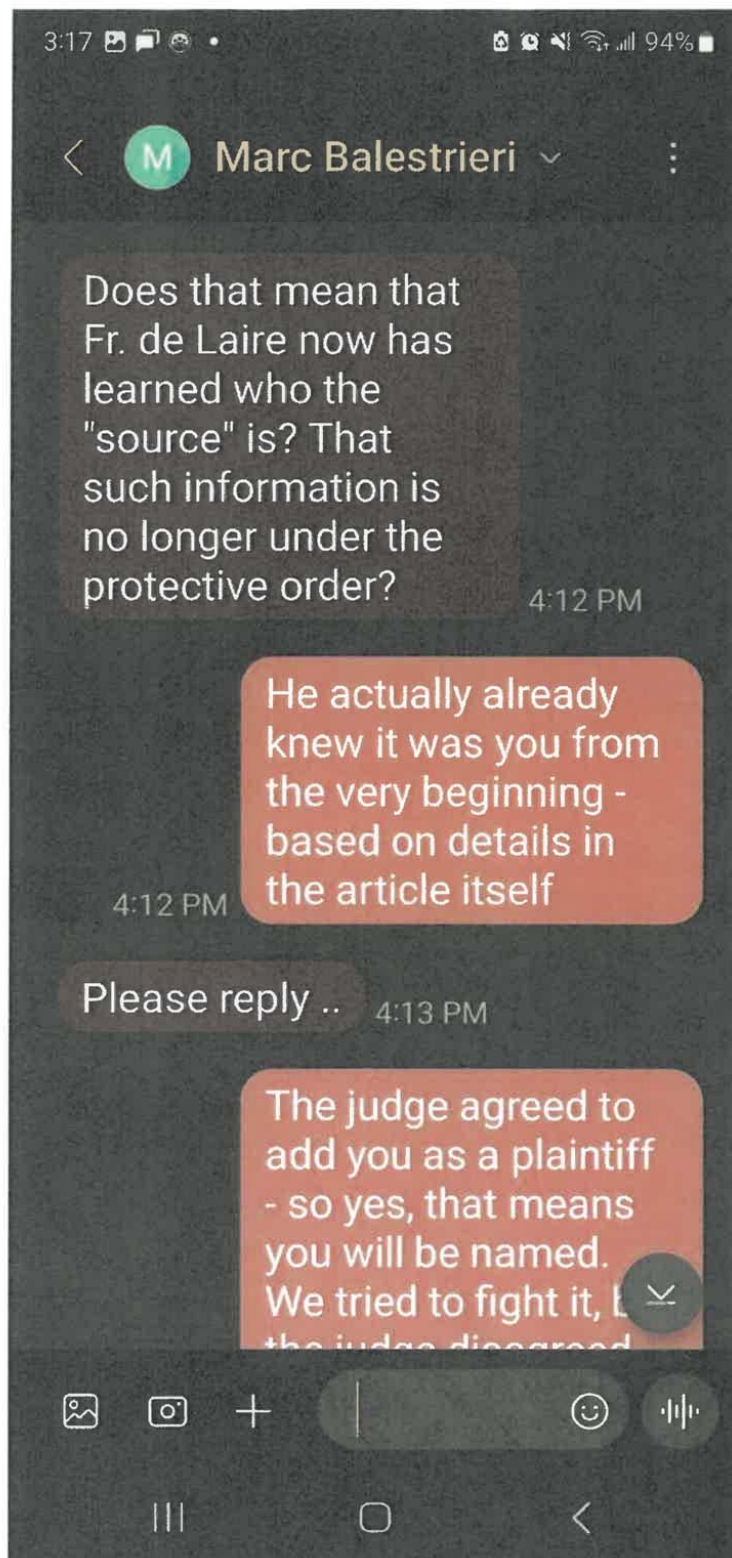 3:17 94%
M Marc Balestrieri
Does that mean that
Fr. de Laire now has
learned who the
"source" is? That
such information is
no longer under the
protective order?
4:12 PM
He actually already
knew it was you from
the very beginning -
based on details in
the article itself
4:12 PM
Please reply ..
4:13 PM
The judge agreed to
add you as a plaintiff
- so yes, that means
you will be named.
We tried to fight it,
the judge disagreed